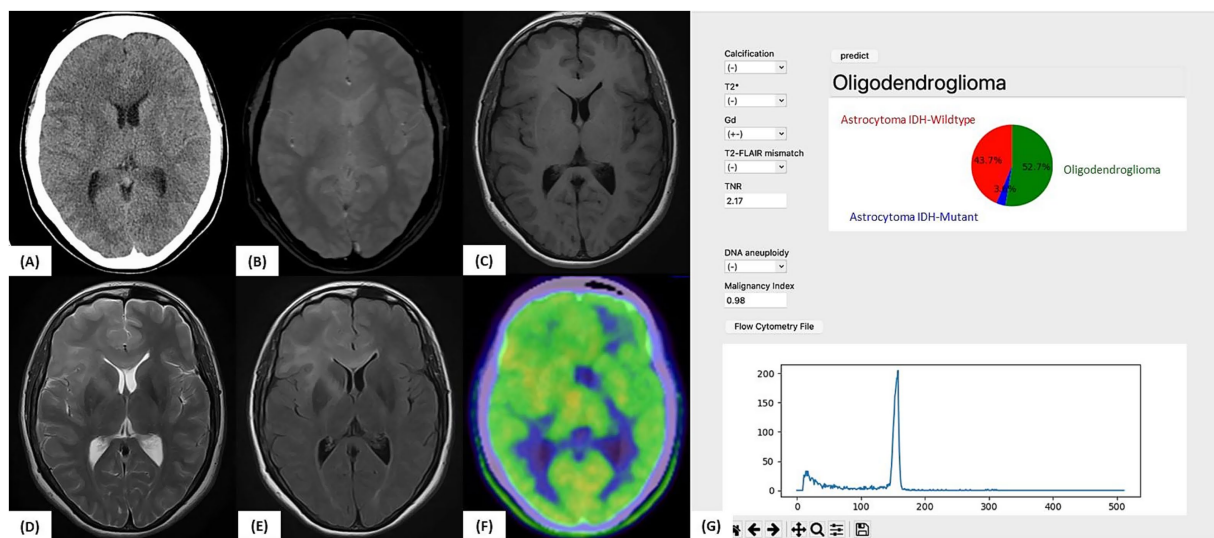 (A)
(B)
(C)
(D)
(E)
(F)
(G)
Calcification
(-)
T2*
(-)
Gd
(+-)
T2-FLAIR mismatch
(-)
TNR
2.17
DNA aneuploidy
(-)
Malignancy Index
0.98
Flow Cytometry File
predict
Oligodendroglioma
Astrocytoma IDH-Wildtype
43.7%
52.7%
Oligodendroglioma
Astrocytoma IDH-Mutant
200
150
100
50
0
0 100 200 300 400 500